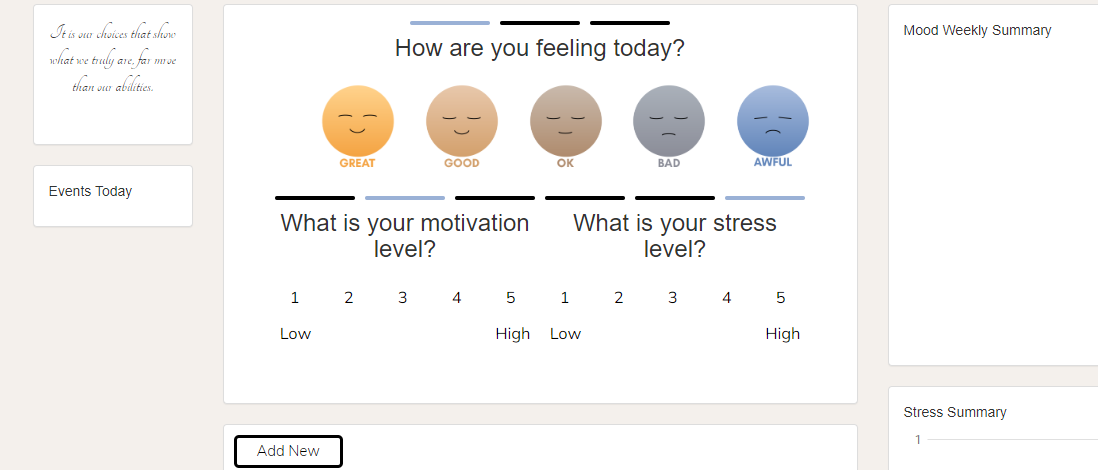 It is our choices that show
what we truly are, far mroe
than our abilities.
Events Today
How are you feeling today?
GREAT GOOD OK BAD AWFUL
What is your motivation
level?
1 2 3 4 5
Low High
What is your stress
level?
1 2 3 4 5
Low High
Add New
Mood Weekly Summary
Stress Summary
1